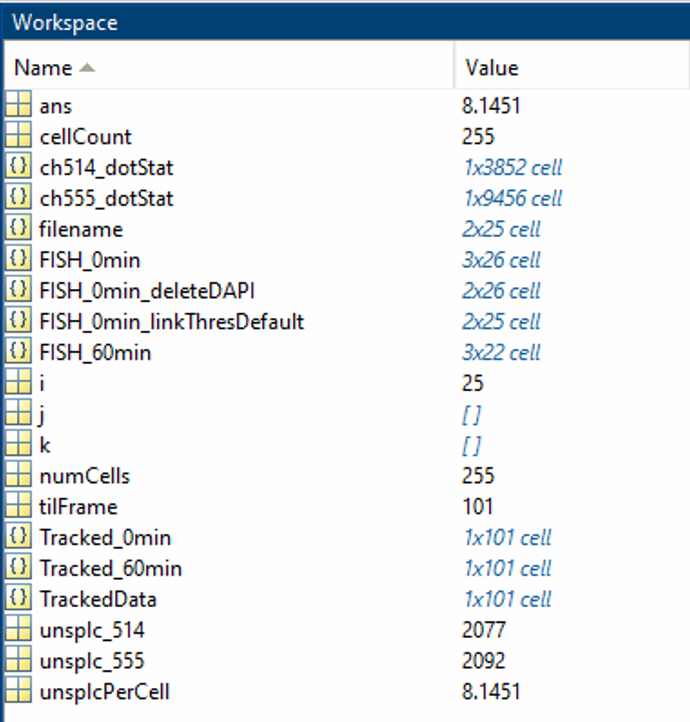 Workspace
Name Value
ans 8.1451
cellCount 255
{} ch514_dotStat 1x3852 cell
{} ch555_dotStat 1x9456 cell
{} filename 2x25 cell
{} FISH_0min 3x26 cell
{} FISH_0min_deleteDAPI 2x26 cell
{} FISH_0min_linkThresDefault 2x25 cell
{} FISH_60min 3x22 cell
i 25
j []
k []
numCells 255
tilFrame 101
{} Tracked_0min 1x101 cell
{} Tracked_60min 1x101 cell
{} TrackedData 1x101 cell
unsplc_514 2077
unsplc_555 2092
unsplcPerCell 8.1451